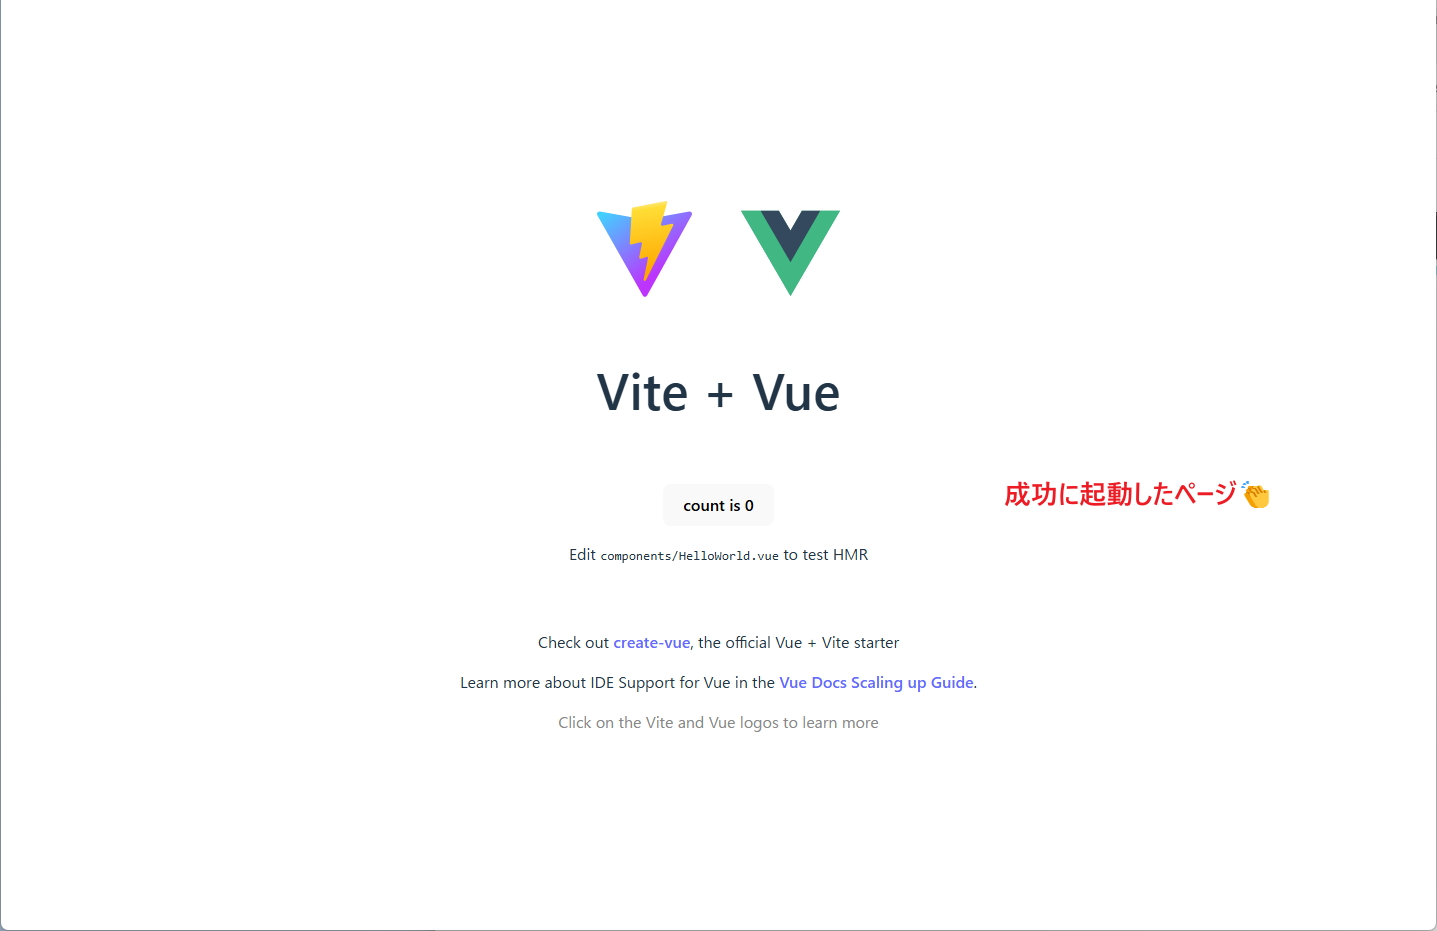 Vite + Vue
count is 0
成功に起動したページ👏
Edit components/HelloWorld.vue to test HMR
Check out create-vue, the official Vue + Vite starter
Learn more about IDE Support for Vue in the Vue Docs Scaling up Guide.
Click on the Vite and Vue logos to learn more